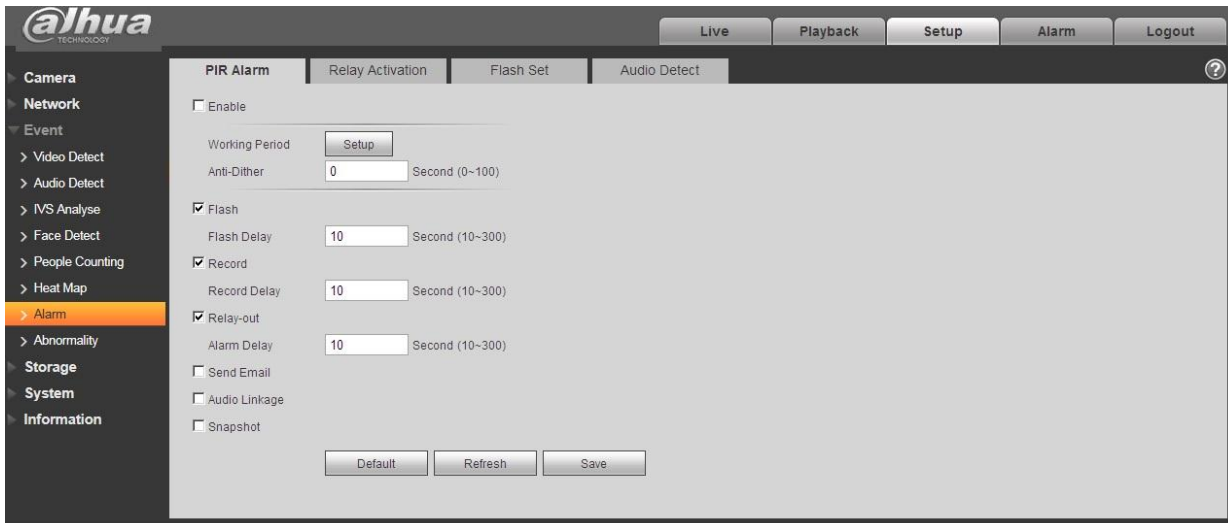 alhua
TECHNOLOGY
Live Playback Setup Alarm Logout
Camera
Network
Event
Video Detect
Audio Detect
IVS Analyse
Face Detect
People Counting
Heat Map
Alarm
Abnormality
Storage
System
Information
PIR Alarm Relay Activation Flash Set Audio Detect ?
Enable
Working Period Setup
Anti-Dither 0 Second (0~100)
Flash
Flash Delay 10 Second (10~300)
Record
Record Delay 10 Second (10~300)
Relay-out
Alarm Delay 10 Second (10~300)
Send Email
Audio Linkage
Snapshot
Default Refresh Save